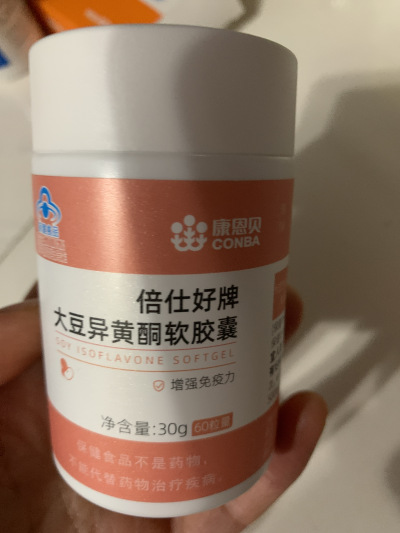 康恩贝
CONBA
倍仕好牌
大豆异黄酮软胶囊
SOY ISOFLAVONE SOFTGEL
增强免疫力
净含量:30g 60粒装
保健食品不是药物,
不能代替药物治疗疾病。